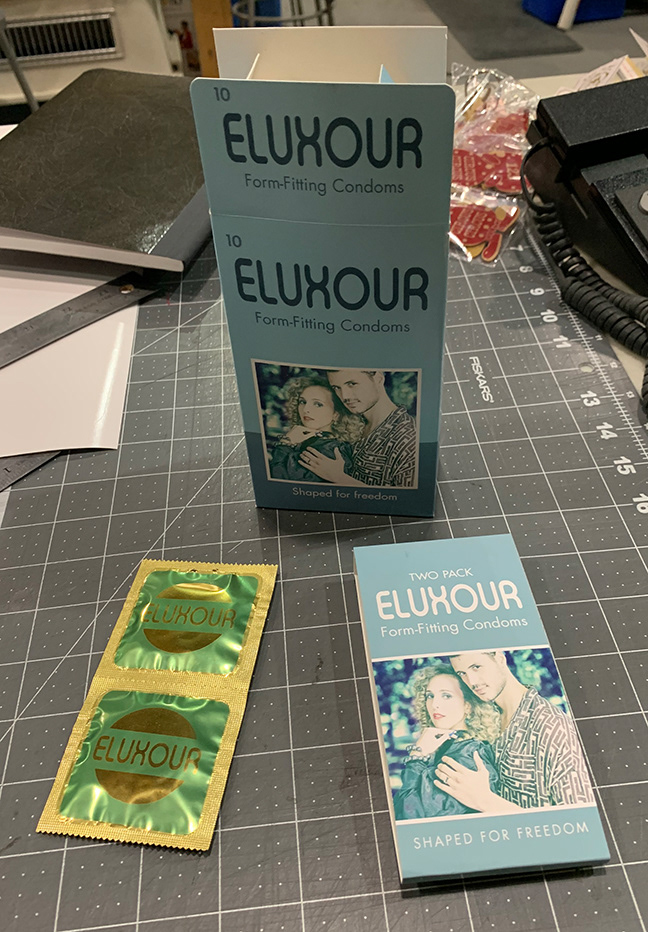 10
ELUXOUR
Form-Fitting Condoms
10
ELUXOUR
Form-Fitting Condoms
Shaped for freedom
FISKARS
8
9
10
11
13
14
15
16
TWO PACK
ELUXOUR
Form-Fitting Condoms
SHAPED FOR FREEDOM
ELUXOUR
ELUXOUR